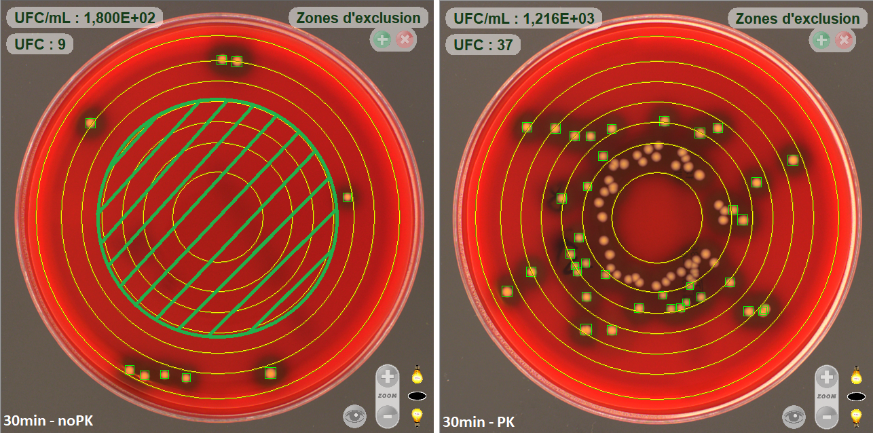 UFC/mL : 1,800E+02
Zones d'exclusion
UFC : 9
ZOOM
30min - noPK
UFC/mL : 1,216E+03
Zones d'exclusion
UFC : 37
ZOOM
30min - PK